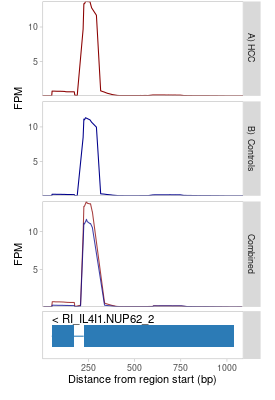 10
5
A) HCC
FPM
10
5
B) Controls
10
5
FPM
Combined
< RI_IL4I1.NUP62_2
250 500 750 1000
Distance from region start (bp)